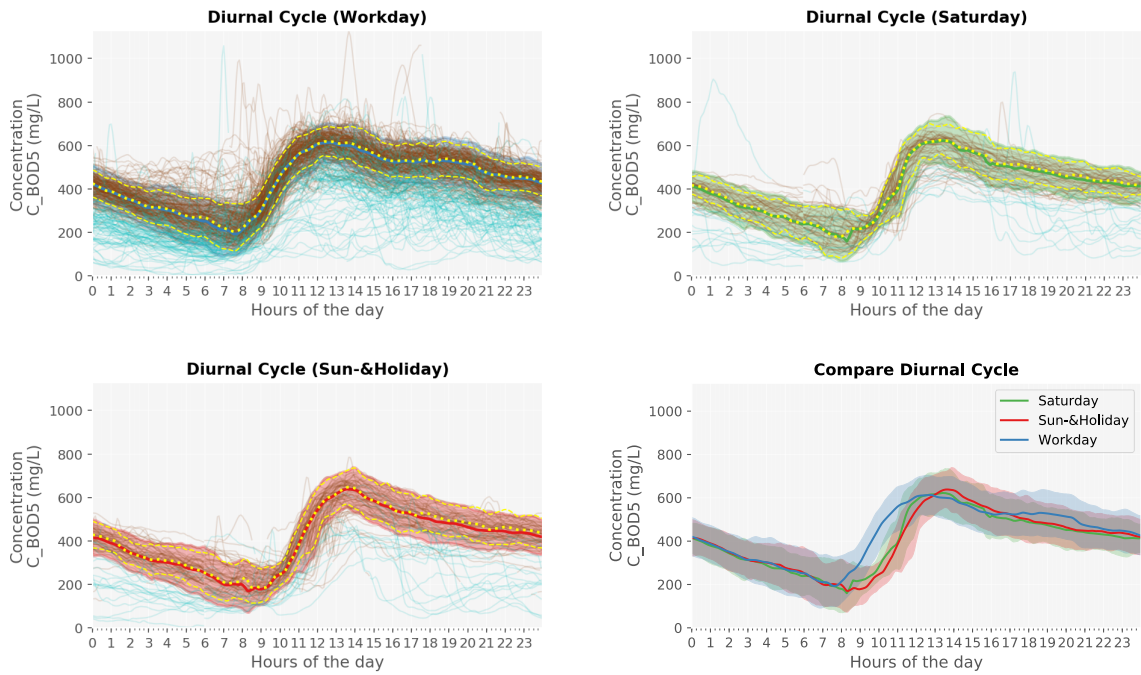 Diurnal Cycle (Workday)
Concentration
C_BOD5 (mg/L)
1000
800
600
400
200
0
0 1 2 3 4 5 6 7 8 9 10 11 12 13 14 15 16 17 18 19 20 21 22 23
Hours of the day
Diurnal Cycle (Saturday)
Concentration
C_BOD5 (mg/L)
1000
800
600
400
200
0
0 1 2 3 4 5 6 7 8 9 10 11 12 13 14 15 16 17 18 19 20 21 22 23
Hours of the day
Diurnal Cycle (Sun-&Holiday)
Concentration
C_BOD5 (mg/L)
1000
800
600
400
200
0
0 1 2 3 4 5 6 7 8 9 10 11 12 13 14 15 16 17 18 19 20 21 22 23
Hours of the day
Compare Diurnal Cycle
Concentration
C_BOD5 (mg/L)
1000
800
600
400
200
0
Saturday
Sun-&Holiday
Workday
0 1 2 3 4 5 6 7 8 9 10 11 12 13 14 15 16 17 18 19 20 21 22 23
Hours of the day